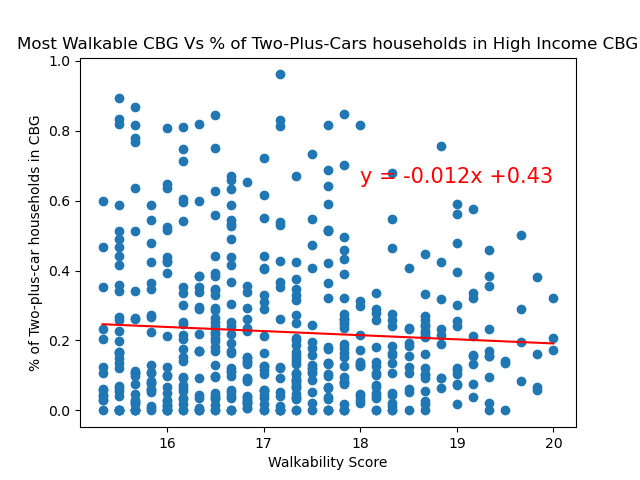 Most Walkable CBG Vs % of Two-Plus-Cars households in High Income CBG
% of Two-plus-car households in CBG
1.0
0.8
0.6
0.4
0.2
0.0
y = -0.012x +0.43
16 17 18 19 20
Walkability Score